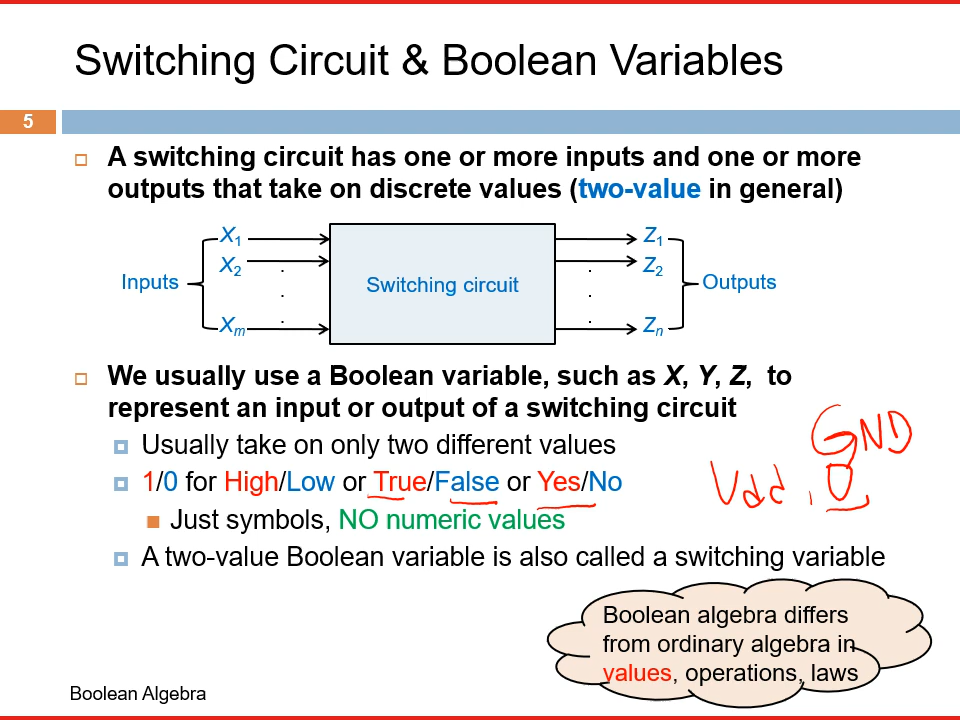 Switching Circuit & Boolean Variables
5
A switching circuit has one or more inputs and one or more
outputs that take on discrete values (two-value in general)
X1
Z1
X2
Z2
Inputs
Switching circuit
Outputs
Xm
Zn
We usually use a Boolean variable, such as X, Y, Z, to
represent an input or output of a switching circuit
GND
Usually take on only two different values
1/0 for High/Low or True/False or Yes/No
Vdd, 0
Just symbols, NO numeric values
A two-value Boolean variable is also called a switching variable
Boolean algebra differs
from ordinary algebra in
values, operations, laws
Boolean Algebra